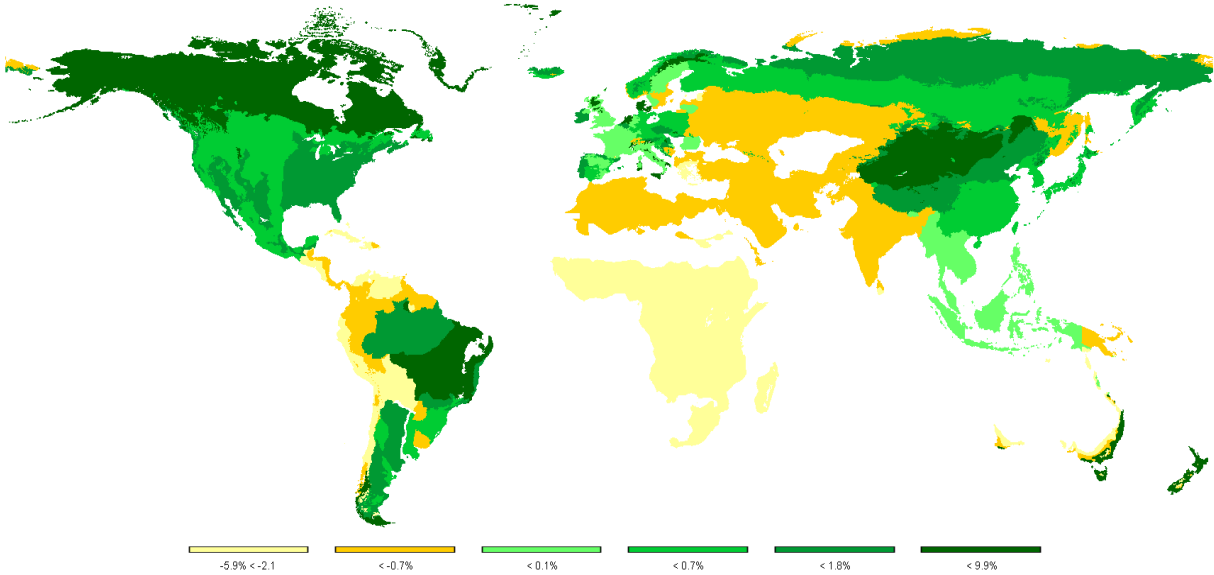 -5.9% < -2.1 < -0.7% < 0.1% < 0.7% < 1.8% < 9.9%